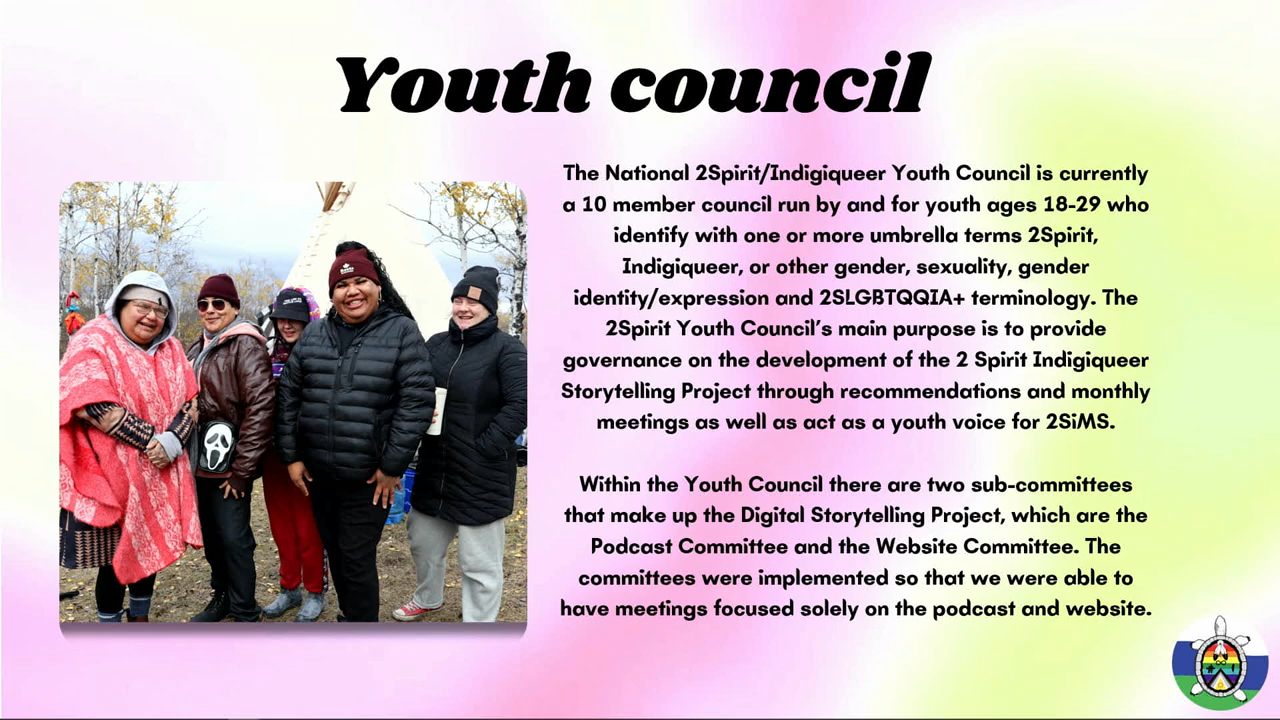 Youth council
The National 2Spirit/Indigiqueer Youth Council is currently
a 10 member council run by and for youth ages 18-29 who
identify with one or more umbrella terms 2Spirit,
Indigiqueer, or other gender, sexuality, gender
identity/expression and 2SLGBTQQIA+ terminology. The
2Spirit Youth Council’s main purpose is to provide
governance on the development of the 2 Spirit Indigiqueer
Storytelling Project through recommendations and monthly
meetings as well as act as a youth voice for 2SiMS.
Within the Youth Council there are two sub-committees
that make up the Digital Storytelling Project, which are the
Podcast Committee and the Website Committee. The
committees were implemented so that we were able to
have meetings focused solely on the podcast and website.